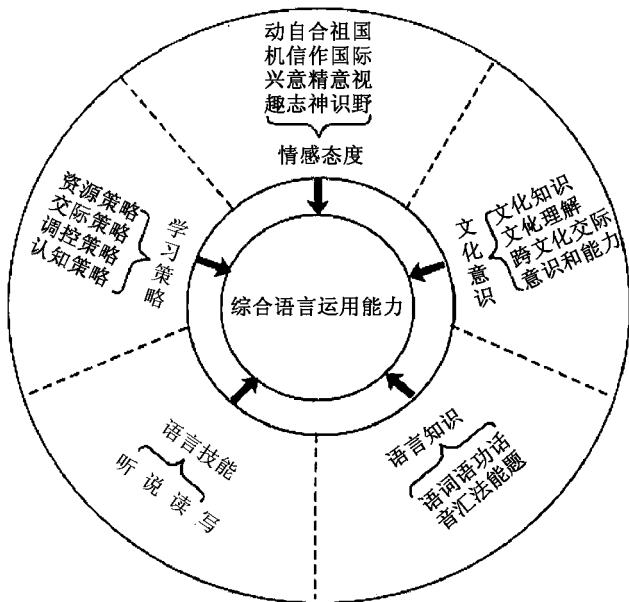 动自合祖国
机信作国际
兴意精意视
趣志神识野
情感态度
资源策略
交际策略
调控策略
认知策略
学习策略
文化意识
文化知识
文化理解
跨文化交际
意识和能力
综合语言运用能力
语言技能
听说读写
语言知识
语词语功话
音汇法能题